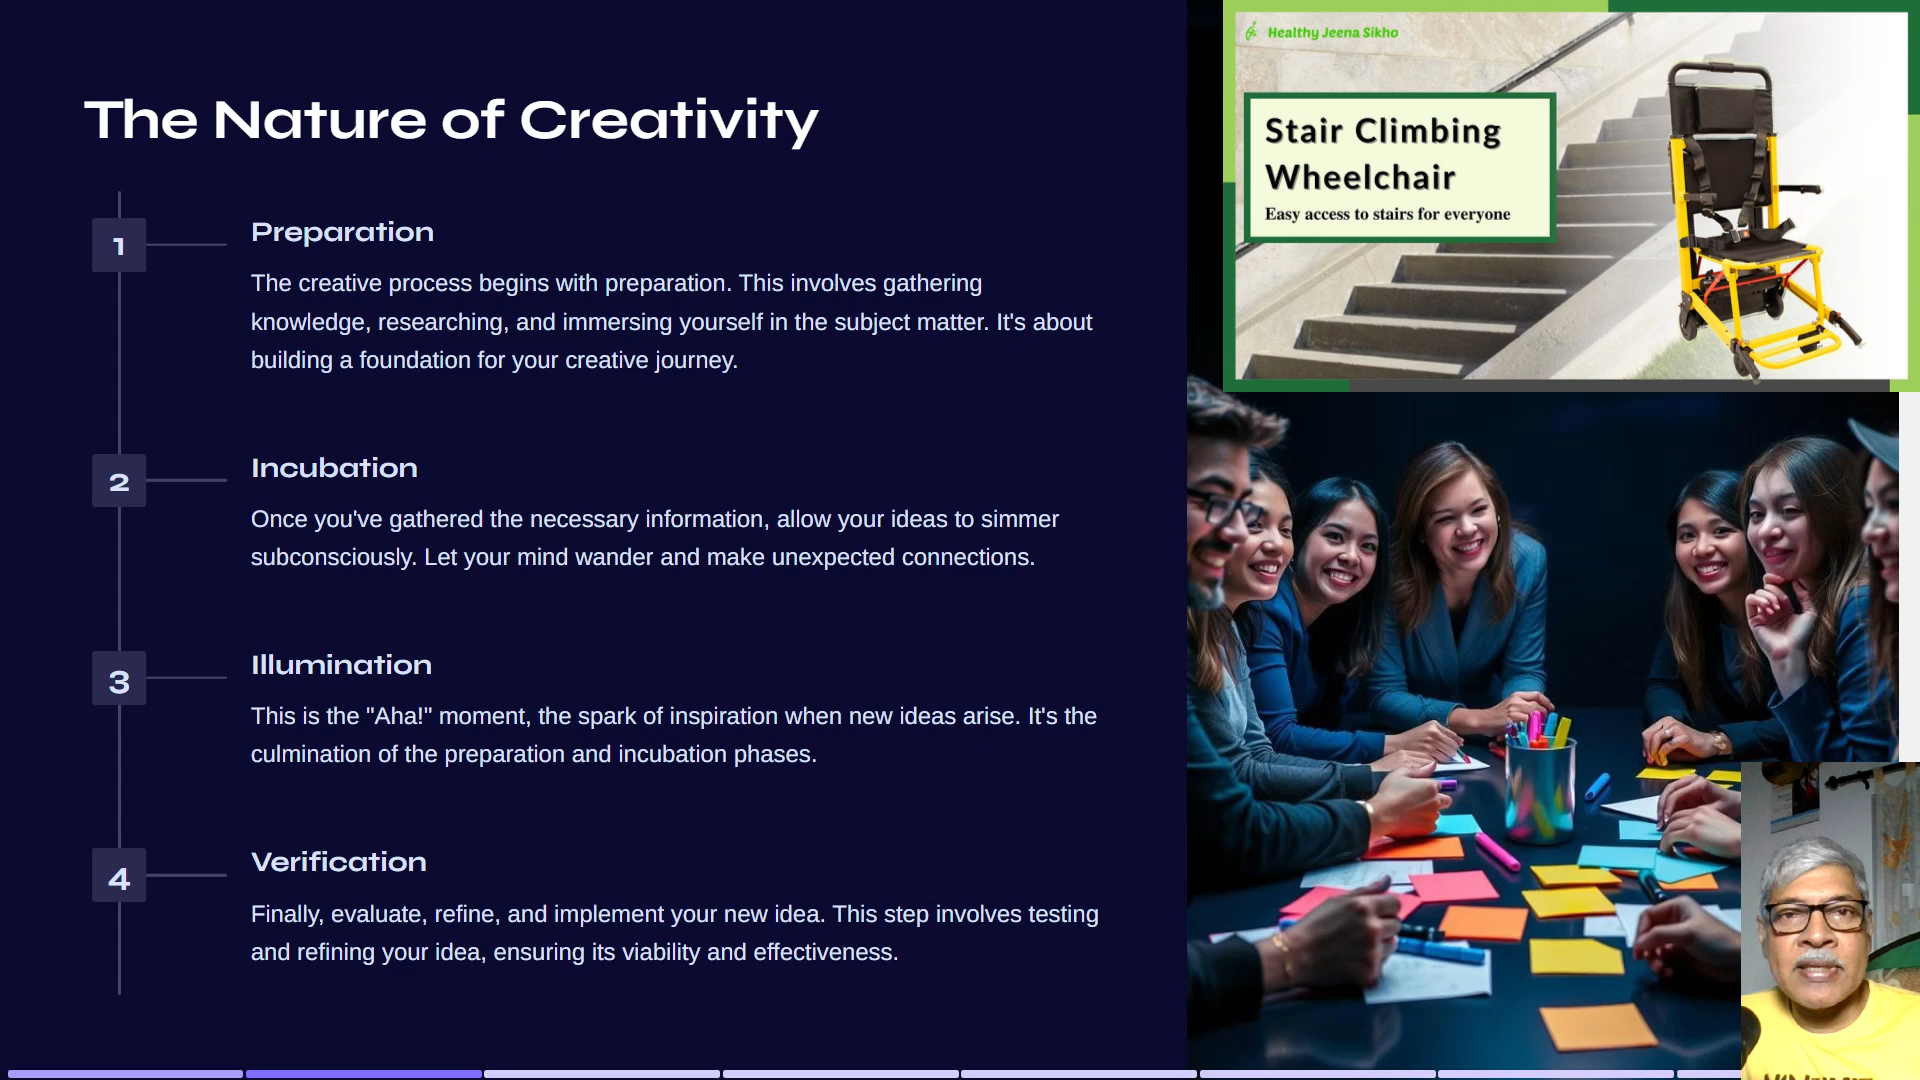 The Nature of Creativity
1
Preparation
The creative process begins with preparation. This involves gathering
knowledge, researching, and immersing yourself in the subject matter. It's about
building a foundation for your creative journey.
2
Incubation
Once you've gathered the necessary information, allow your ideas to simmer
subconsciously. Let your mind wander and make unexpected connections.
3
Illumination
This is the "Aha!" moment, the spark of inspiration when new ideas arise. It's the
culmination of the preparation and incubation phases.
4
Verification
Finally, evaluate, refine, and implement your new idea. This step involves testing
and refining your idea, ensuring its viability and effectiveness.
Healthy Jeena Sikho
Stair Climbing
Wheelchair
Easy access to stairs for everyone